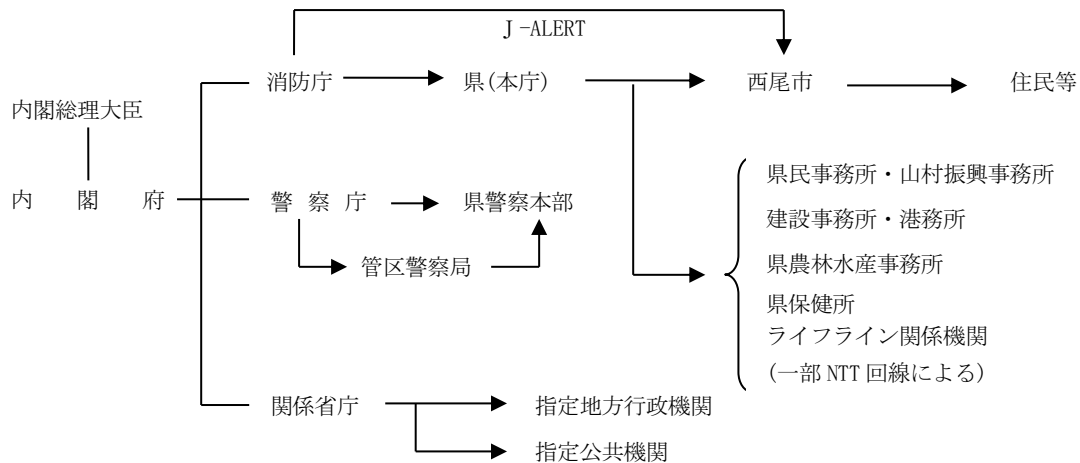 J-ALERT
消防庁 県(本庁) 西尾市 住民等
内閣総理大臣
県民事務所・山村振興事務所
内閣府 警察庁 県警察本部
建設事務所・港務所
管区警察局 県農林水産事務所
県保健所
ライフライン関係機関
(一部 NTT 回線による)
関係省庁 指定地方行政機関
指定公共機関